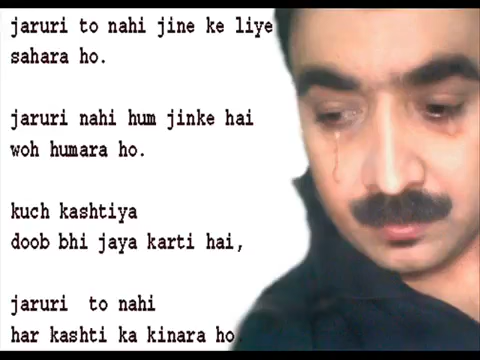 jaruri to nahi jine ke liye
sahara ho.
jaruri nahi hum jinke hai
woh humara ho.
kuch kashtiya
doob bhi jaya karti hai,
jaruri to nahi
har kashti ka kinara ho.